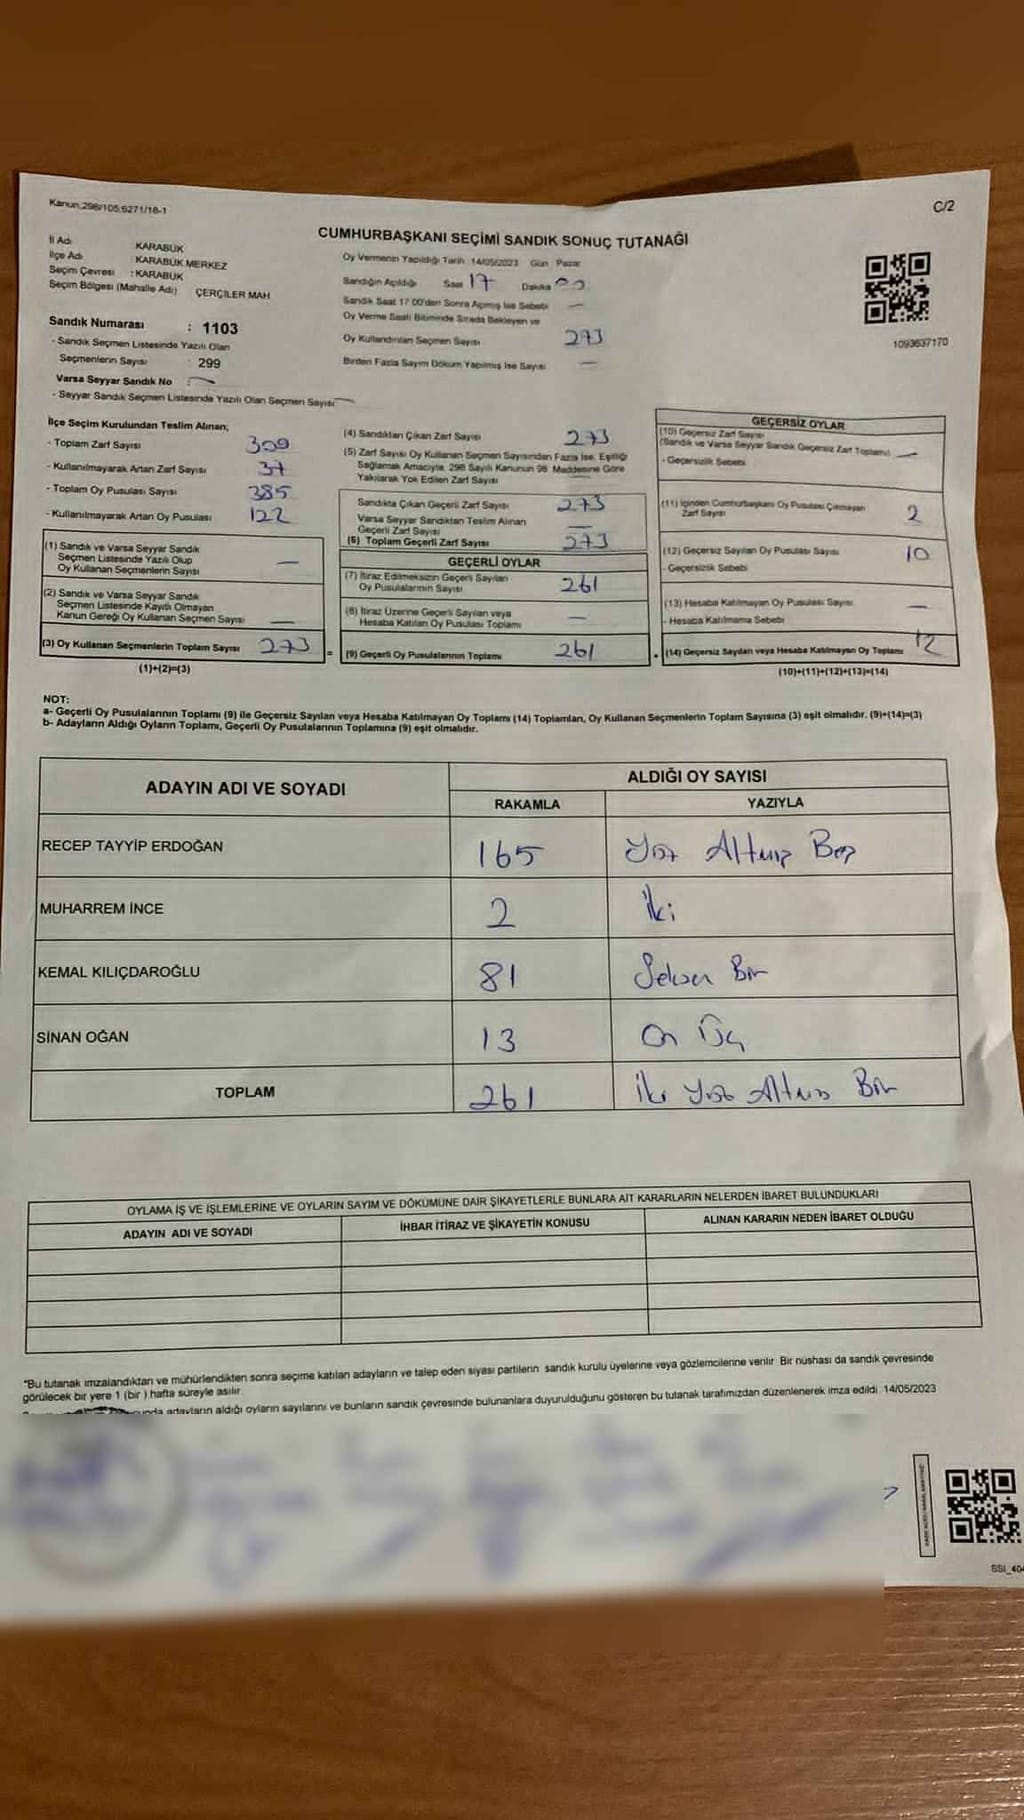 Kanun.298/105;6271/16-1
C/2
CUMHURBAŞKANI SEÇİMİ SANDIK SONUÇ TUTANAĞI
İl Adı KARABÜK
İlçe Adı : KARABÜK MERKEZ
Seçim Çevresi : KARABÜK
Seçim Bölgesi (Mahalle Adı) ÇERÇİLER MAH
Sandık Numarası : 1103
- Sandık Seçmen Listesinde Yazılı Olan
Seçmenlerin Sayısı : 299
Varsa Seyyar Sandık No : —
- Seyyar Sandık Seçmen Listesinde Yazılı Olan Seçmen Sayısı —
Oy Vermenin Yapıldığı Tarih 14/05/2023 Gün Pazar
Sandığın Açıldığı Saat 17 Dakika 00
Sandık Saat 17:00'den Sonra Açılmış İse Sebebi —
Oy Verme Saati Bitiminde Sırada Bekleyen ve
Oy Kullandırılan Seçmen Sayısı 273
Birden Fazla Sayım Döküm Yapılmış İse Sayısı —
1093637170
İlçe Seçim Kurulundan Teslim Alınan;
- Toplam Zarf Sayısı 309
- Kullanılmayarak Artan Zarf Sayısı 37
- Toplam Oy Pusulası Sayısı 385
- Kullanılmayarak Artan Oy Pusulası 122
(1) Sandık ve Varsa Seyyar Sandık
Seçmen Listesinde Yazılı Olup
Oy Kullanan Seçmenlerin Sayısı —
(2) Sandık ve Varsa Seyyar Sandık
Seçmen Listesinde Kayıtlı Olmayan
Kanun Gereği Oy Kullanan Seçmen Sayısı —
(3) Oy Kullanan Seçmenlerin Toplam Sayısı 273
(1)+(2)=(3)
(4) Sandıktan Çıkan Zarf Sayısı 273
(5) Zarf Sayısı Oy Kullanan Seçmen Sayısından Fazla İse, Eşitliği
Sağlamak Amacıyla, 298 Sayılı Kanunun 98. Maddesine Göre
Yakılarak Yok Edilen Zarf Sayısı
Sandıkta Çıkan Geçerli Zarf Sayısı 273
Varsa Seyyar Sandıktan Teslim Alınan
Geçerli Zarf Sayısı —
(6) Toplam Geçerli Zarf Sayısı 273
GEÇERLİ OYLAR
(7) İtiraz Edilmeksizin Geçerli Sayılan
Oy Pusulalarının Sayısı 261
(8) İtiraz Üzerine Geçerli Sayılan veya
Hesaba Katılan Oy Pusulası Toplamı —
= (9) Geçerli Oy Pusulalarının Toplamı 261
GEÇERSİZ OYLAR
(10) Geçersiz Zarf Sayısı
(Sandık ve Varsa Seyyar Sandık Geçersiz Zarf Toplamı) —
- Geçersizlik Sebebi
(11) İçinden Cumhurbaşkanı Oy Pusulası Çıkmayan
Zarf Sayısı 2
(12) Geçersiz Sayılan Oy Pusulası Sayısı 10
- Geçersizlik Sebebi
(13) Hesaba Katılmayan Oy Pusulası Sayısı —
- Hesaba Katılmama Sebebi
+ (14) Geçersiz Sayılan veya Hesaba Katılmayan Oy Toplamı 12
(10)+(11)+(12)+(13)=(14)
NOT:
a- Geçerli Oy Pusulalarının Toplamı (9) ile Geçersiz Sayılan veya Hesaba Katılmayan Oy Toplamı (14) Toplamları, Oy Kullanan Seçmenlerin Toplam Sayısına (3) eşit olmalıdır. (9)+(14)=(3)
b- Adayların Aldığı Oyların Toplamı, Geçerli Oy Pusulalarının Toplamına (9) eşit olmalıdır.
ADAYIN ADI VE SOYADI ALDIĞI OY SAYISI
RAKAMLA YAZIYLA
RECEP TAYYİP ERDOĞAN 165 Yüz Altmış Beş
MUHARREM İNCE 2 İki
KEMAL KILIÇDAROĞLU 81 Seksen Bir
SİNAN OĞAN 13 On Üç
TOPLAM 261 İki Yüz Altmış Bir
OYLAMA İŞ VE İŞLEMLERİNE VE OYLARIN SAYIM VE DÖKÜMÜNE DAİR ŞİKAYETLERLE BUNLARA AİT KARARLARIN NELERDEN İBARET BULUNDUKLARI
ADAYIN ADI VE SOYADI İHBAR İTİRAZ VE ŞİKAYETİN KONUSU ALINAN KARARIN NEDEN İBARET OLDUĞU
"Bu tutanak imzalandıktan ve mühürlendikten sonra seçime katılan adayların ve talep eden siyasi partilerin sandık kurulu üyelerine veya gözlemcilerine verilir. Bir nüshası da sandık çevresinde
görülecek bir yere 1 (bir) hafta süreyle asılır.
adayların aldığı oyların sayılarını ve bunların sandık çevresinde bulunanlara duyurulduğunu gösteren bu tutanak tarafımızdan düzenlenerek imza edildi. 14/05/2023
SSI_404